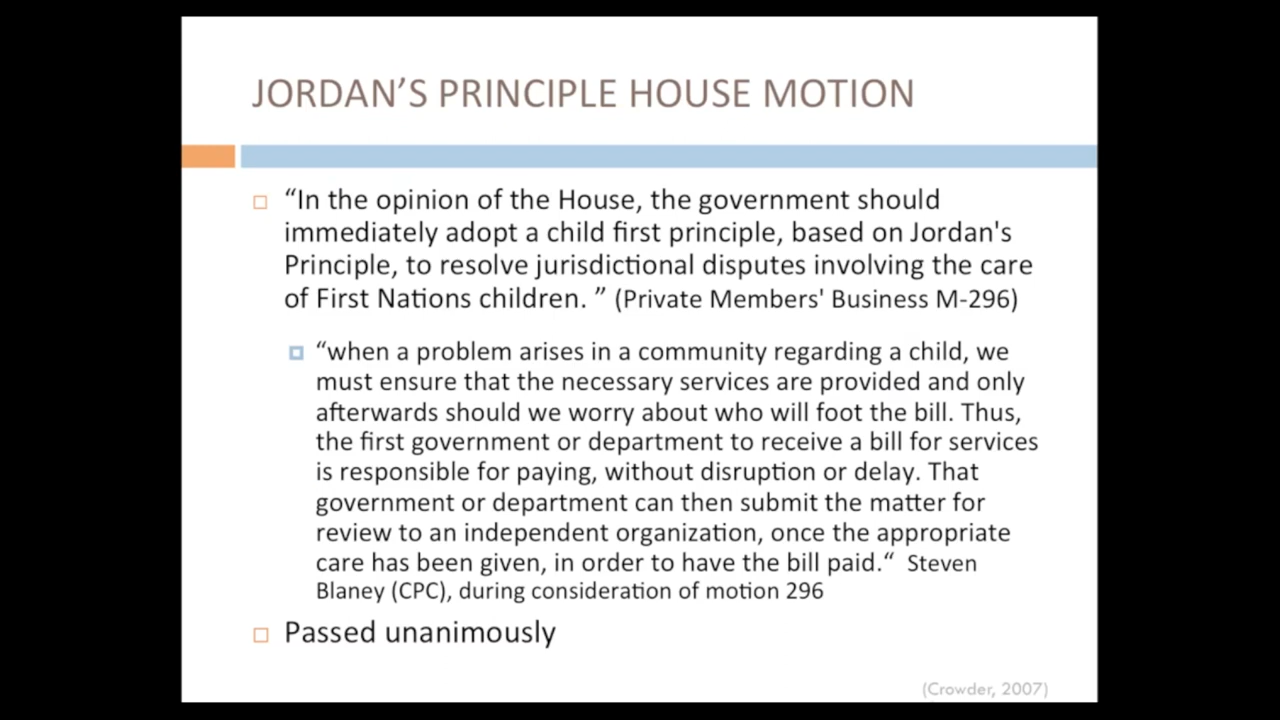 JORDAN’S PRINCIPLE HOUSE MOTION
“In the opinion of the House, the government should
immediately adopt a child first principle, based on Jordan's
Principle, to resolve jurisdictional disputes involving the care
of First Nations children. ” (Private Members' Business M-296)
“when a problem arises in a community regarding a child, we
must ensure that the necessary services are provided and only
afterwards should we worry about who will foot the bill. Thus,
the first government or department to receive a bill for services
is responsible for paying, without disruption or delay. That
government or department can then submit the matter for
review to an independent organization, once the appropriate
care has been given, in order to have the bill paid.“ Steven
Blaney (CPC), during consideration of motion 296
Passed unanimously
(Crowder, 2007)